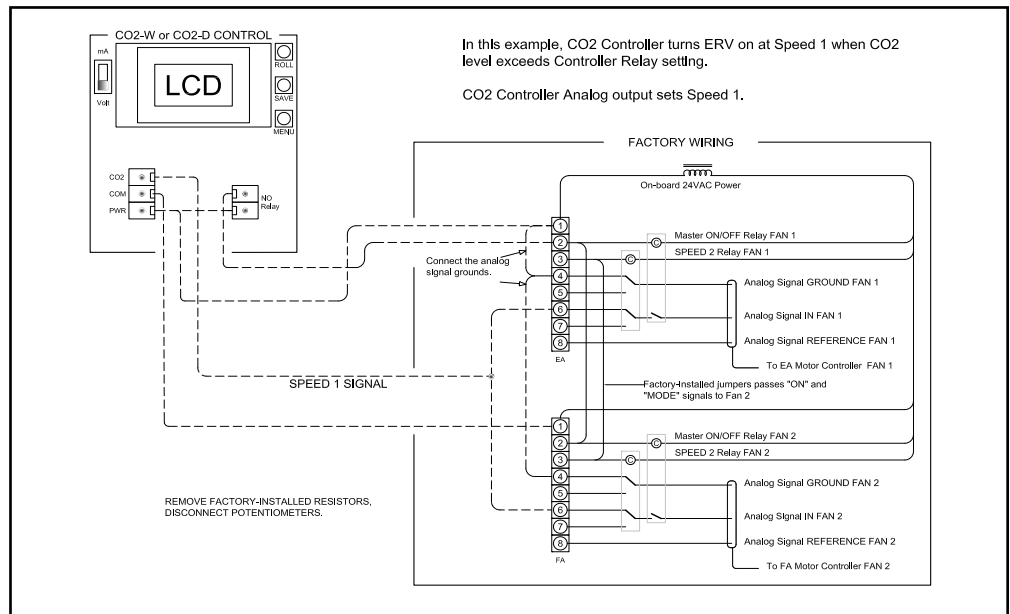 CO2-W or CO2-D CONTROL
mA
Volt
LCD
ROLL
SAVE
MENU
CO2
COM
PWR
NO
Relay
In this example, CO2 Controller turns ERV on at Speed 1 when CO2
level exceeds Controller Relay setting.
CO2 Controller Analog output sets Speed 1.
FACTORY WIRING
On-board 24VAC Power
1
2
3
4
5
6
7
8
EA
Connect the analog
signal grounds.
C
Master ON/OFF Relay FAN 1
C
SPEED 2 Relay FAN 1
Analog Signal GROUND FAN 1
Analog Signal IN FAN 1
Analog Signal REFERENCE FAN 1
To EA Motor Controller FAN 1
SPEED 1 SIGNAL
Factory-Installed jumpers passes "ON" and
"MODE" signals to Fan 2
1
2
3
4
5
6
7
8
FA
C
Master ON/OFF Relay FAN 2
C
SPEED 2 Relay FAN 2
Analog Signal GROUND FAN 2
Analog Signal IN FAN 2
Analog Signal REFERENCE FAN 2
To FA Motor Controller FAN 2
REMOVE FACTORY-INSTALLED RESISTORS,
DISCONNECT POTENTIOMETERS.